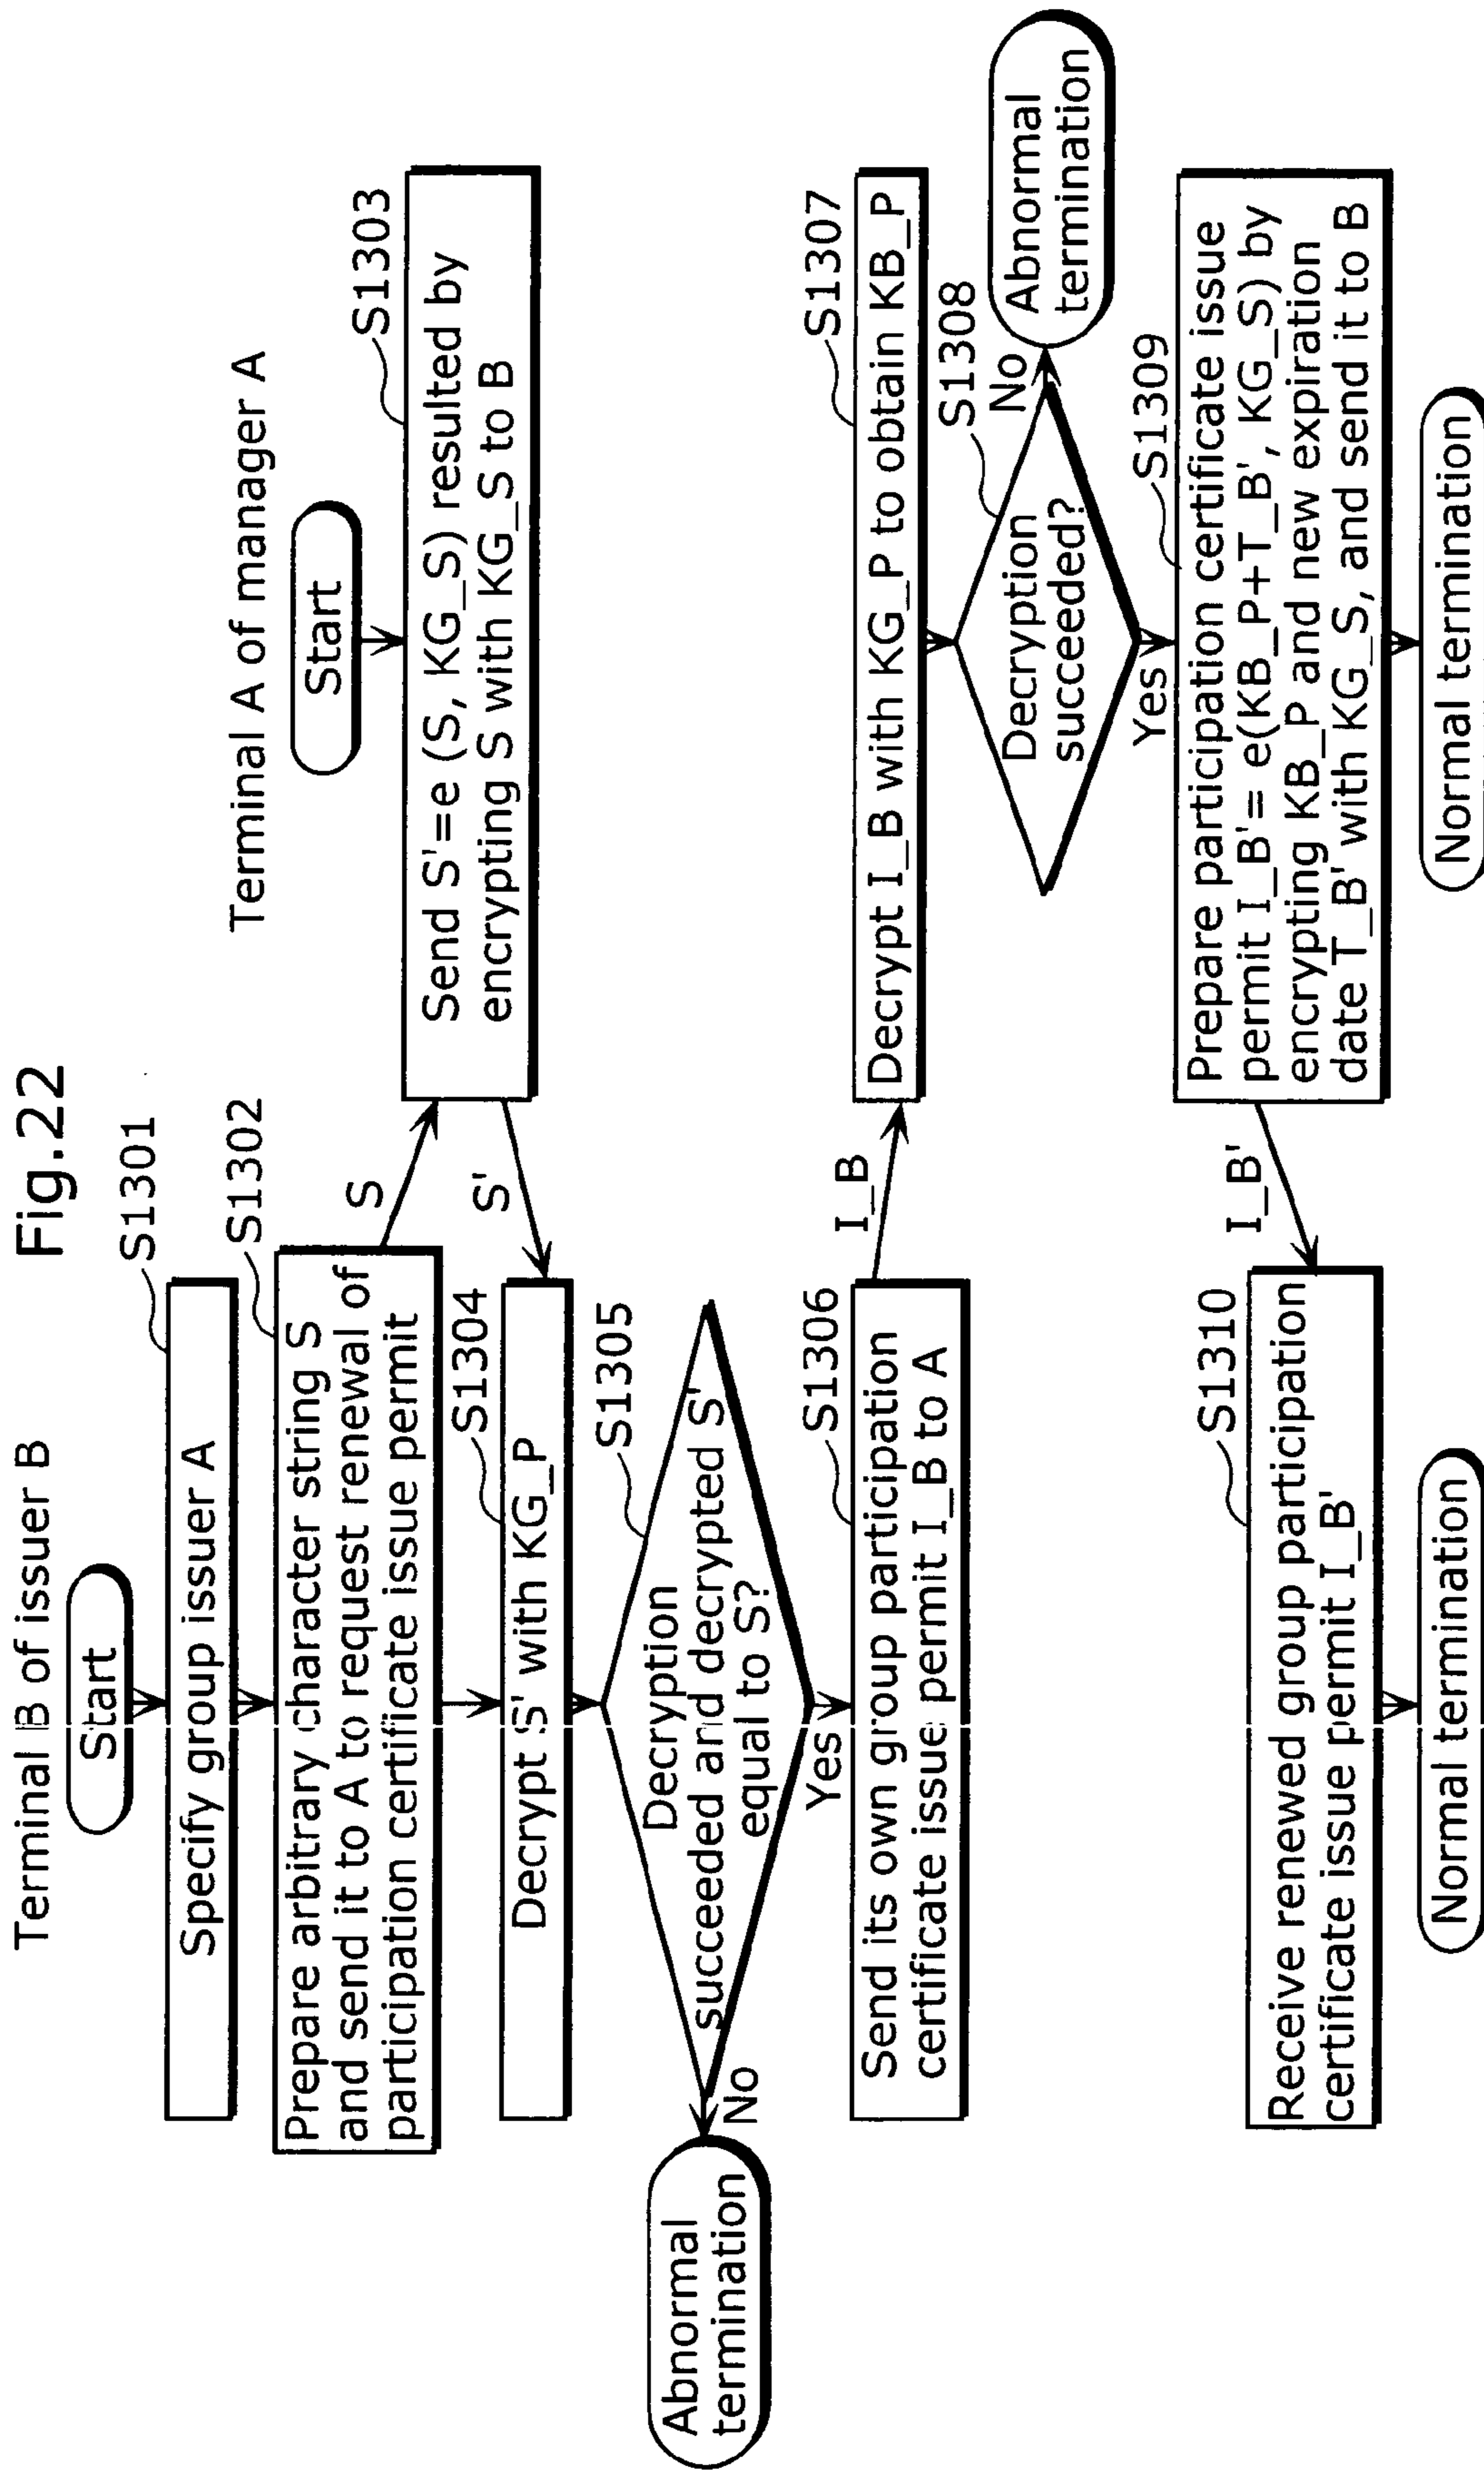 Fig.22
Terminal B of issuer B
Start
S1301
Specify group issuer A
S1302
Prepare arbitrary character string S
and send it to A to request renewal of
participation certificate issue permit
S
Terminal A of manager A
Start
S1303
Send S'=e (S, KG_S) resulted by
encrypting S with KG_S to B
S'
S1304
Decrypt S' with KG_P
S1305
Decryption
succeeded and decrypted S'
equal to S?
No
Abnormal
termination
Yes
S1306
Send its own group participation
certificate issue permit I_B to A
I_B
S1307
Decrypt I_B with KG_P to obtain KB_P
S1308
Decryption
succeeded?
No
Abnormal
termination
Yes
S1309
Prepare participation certificate issue
permit I_B'= e(KB_P+T_B', KG_S) by
encrypting KB_P and new expiration
date T_B' with KG_S, and send it to B
I_B'
Normal termination
S1310
Receive renewed group participation
certificate issue permit I_B'
Normal termination